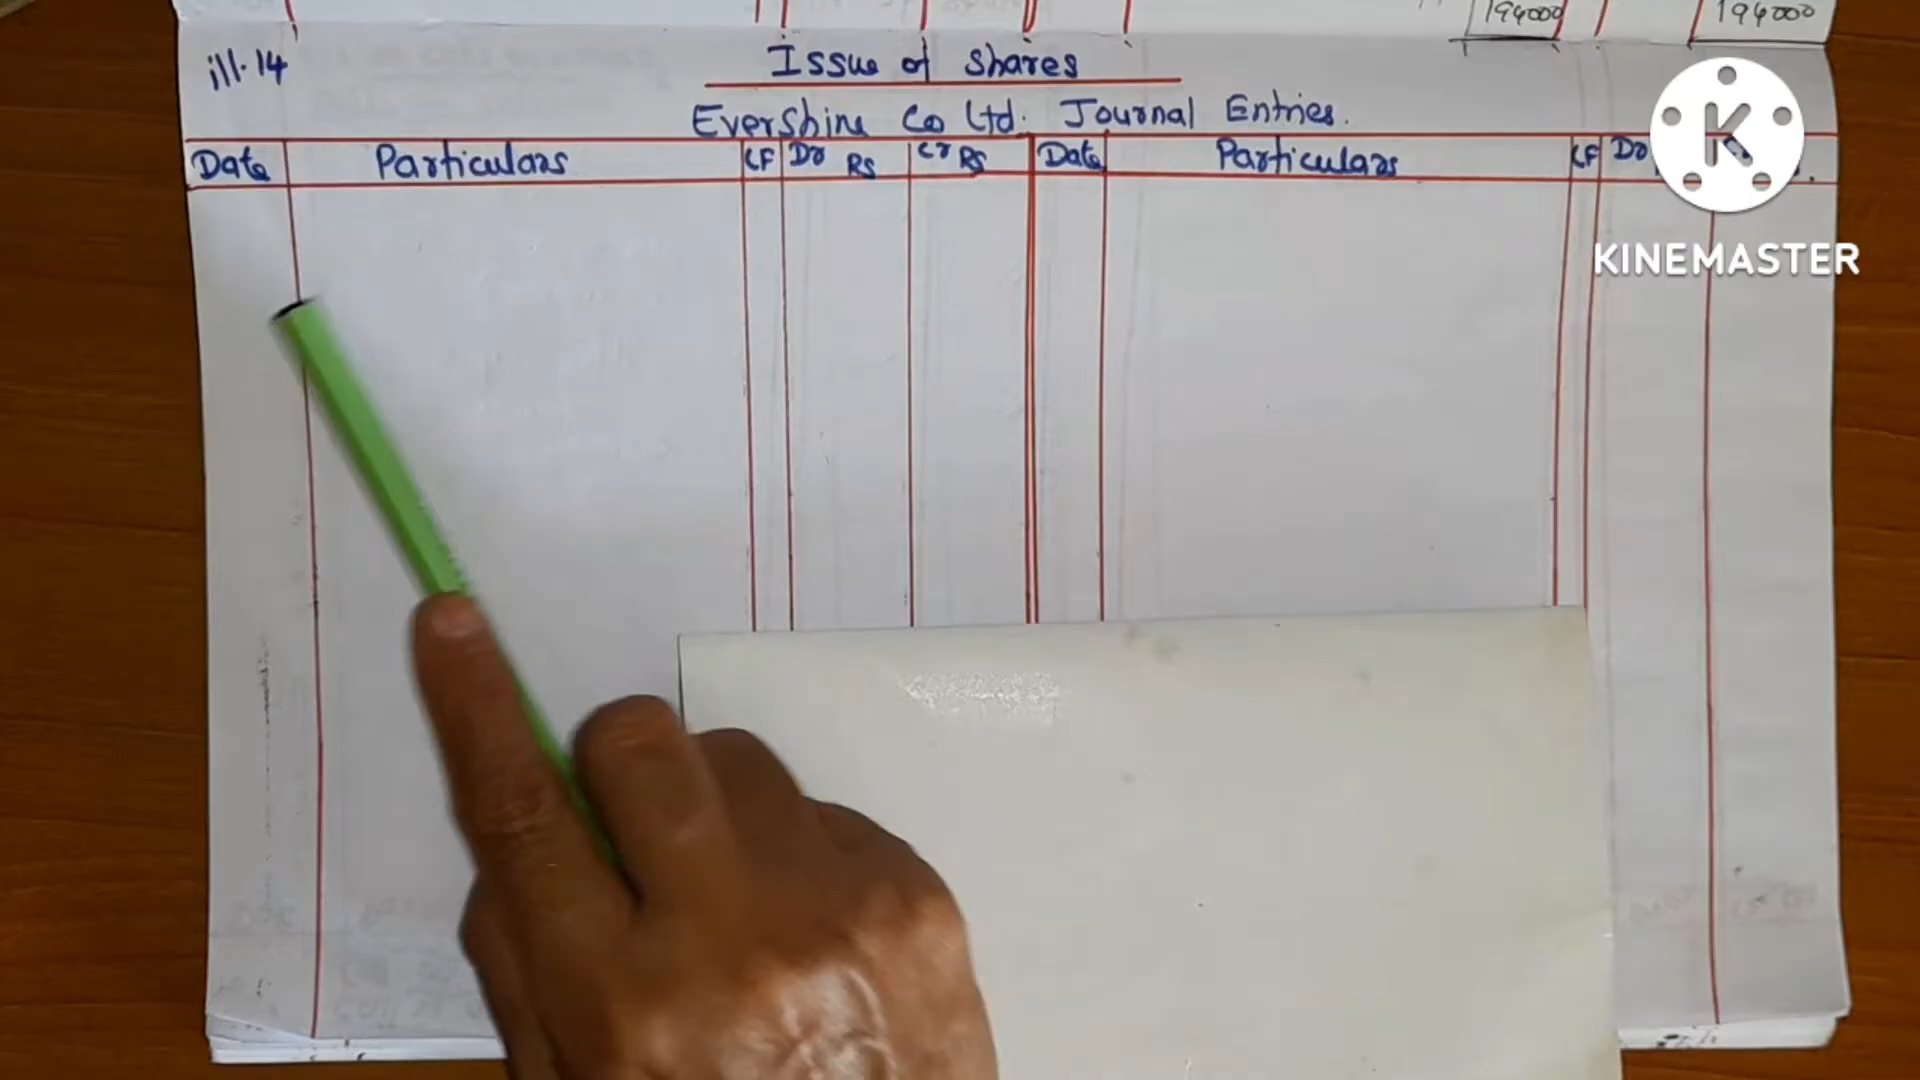 194000 194000
ill.14 Issue of shares
Evershine Co Ltd. Journal Entries.
Date Particulars LF Dr Rs Cr Rs Date Particulars LF Dr
K
KINEMASTER